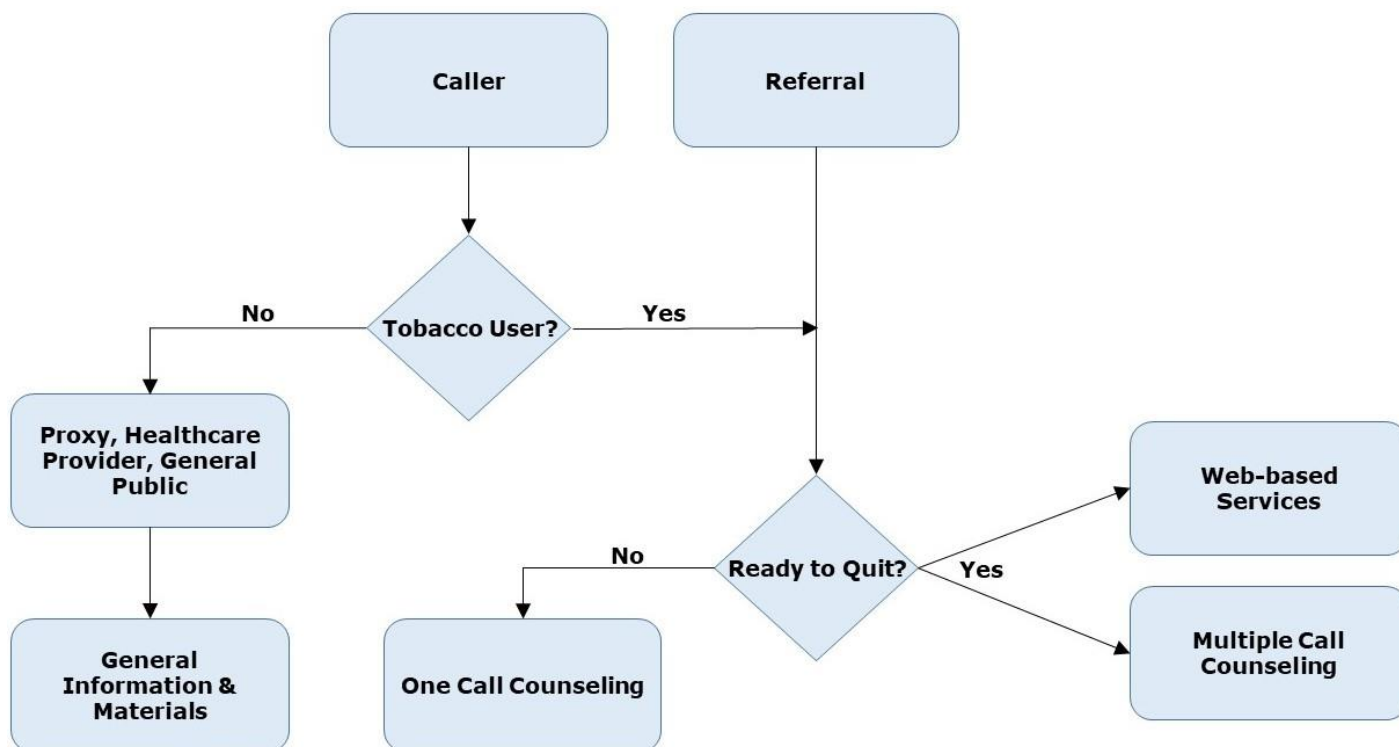 Caller
Referral
No
Tobacco User?
Yes
Proxy, Healthcare
Provider, General
Public
Web-based
Services
No
Ready to Quit?
Yes
General
Information &
Materials
One Call Counseling
Multiple Call
Counseling